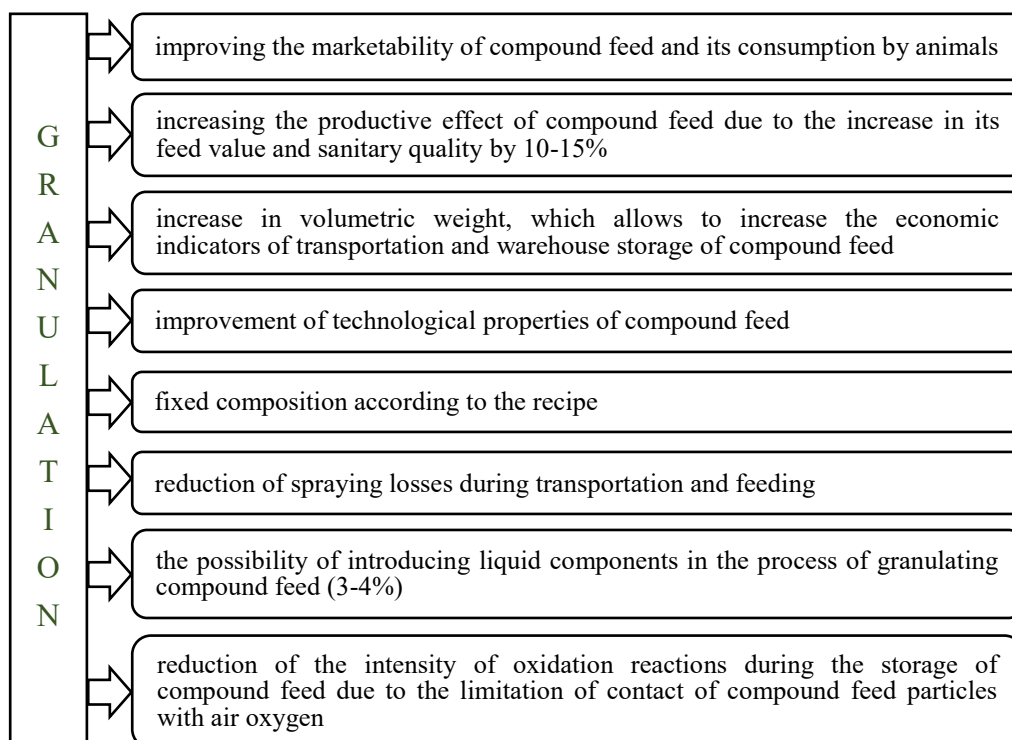 GRANULATION
improving the marketability of compound feed and its consumption by animals
increasing the productive effect of compound feed due to the increase in its
feed value and sanitary quality by 10-15%
increase in volumetric weight, which allows to increase the economic
indicators of transportation and warehouse storage of compound feed
improvement of technological properties of compound feed
fixed composition according to the recipe
reduction of spraying losses during transportation and feeding
the possibility of introducing liquid components in the process of granulating
compound feed (3-4%)
reduction of the intensity of oxidation reactions during the storage of
compound feed due to the limitation of contact of compound feed particles
with air oxygen